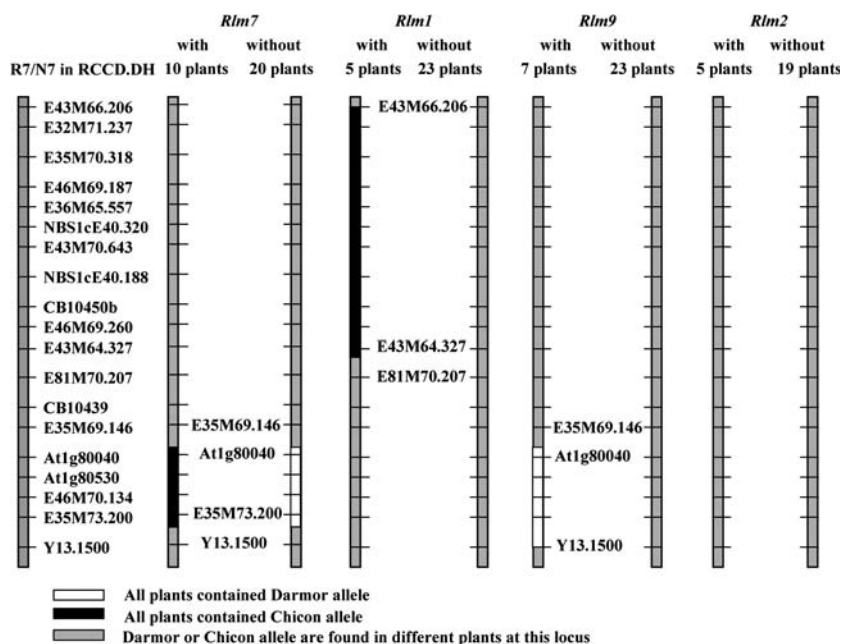 Rlm7 Rlm1 Rlm9 Rlm2
with without with without with without with without
R7/N7 in RCCD.DH 10 plants 20 plants 5 plants 23 plants 7 plants 23 plants 5 plants 19 plants
E43M66.206 E43M66.206
E32M71.237
E35M70.318
E46M69.187
E36M65.557
NBS1cE40.320
E43M70.643
NBS1cE40.188
CB10450b
E46M69.260
E43M64.327 E43M64.327
E81M70.207 E81M70.207
CB10439
E35M69.146 E35M69.146 E35M69.146
At1g80040 At1g80040 At1g80040
At1g80530
E46M70.134
E35M73.200 E35M73.200
Y13.1500 Y13.1500 Y13.1500
All plants contained Darmor allele
All plants contained Chicon allele
Darmor or Chicon allele are found in different plants at this locus